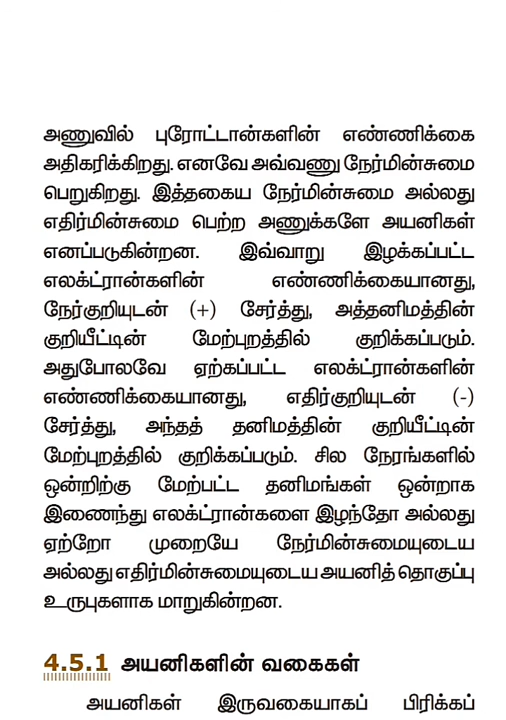 அணுவில் புரோட்டான்களின் எண்ணிக்கை
அதிகரிக்கிறது. எனவே அவ்வணு நேர்மின்சுமை
பெறுகிறது. இத்தகைய நேர்மின்சுமை அல்லது
எதிர்மின்சுமை பெற்ற அணுக்களே அயனிகள்
எனப்படுகின்றன. இவ்வாறு இழக்கப்பட்ட
எலக்ட்ரான்களின் எண்ணிக்கையானது,
நேர்குறியுடன் (+) சேர்த்து, அத்தனிமத்தின்
குறியீட்டின் மேற்புறத்தில் குறிக்கப்படும்.
அதுபோலவே ஏற்கப்பட்ட எலக்ட்ரான்களின்
எண்ணிக்கையானது, எதிர்குறியுடன் (-)
சேர்த்து, அந்தத் தனிமத்தின் குறியீட்டின்
மேற்புறத்தில் குறிக்கப்படும். சில நேரங்களில்
ஒன்றிற்கு மேற்பட்ட தனிமங்கள் ஒன்றாக
இணைந்து எலக்ட்ரான்களை இழந்தோ அல்லது
ஏற்றோ முறையே நேர்மின்சுமையுடைய
அல்லது எதிர்மின்சுமையுடைய அயனித் தொகுப்பு
உருபுகளாக மாறுகின்றன.
4.5.1 அயனிகளின் வகைகள்
அயனிகள் இருவகையாகப் பிரிக்கப்